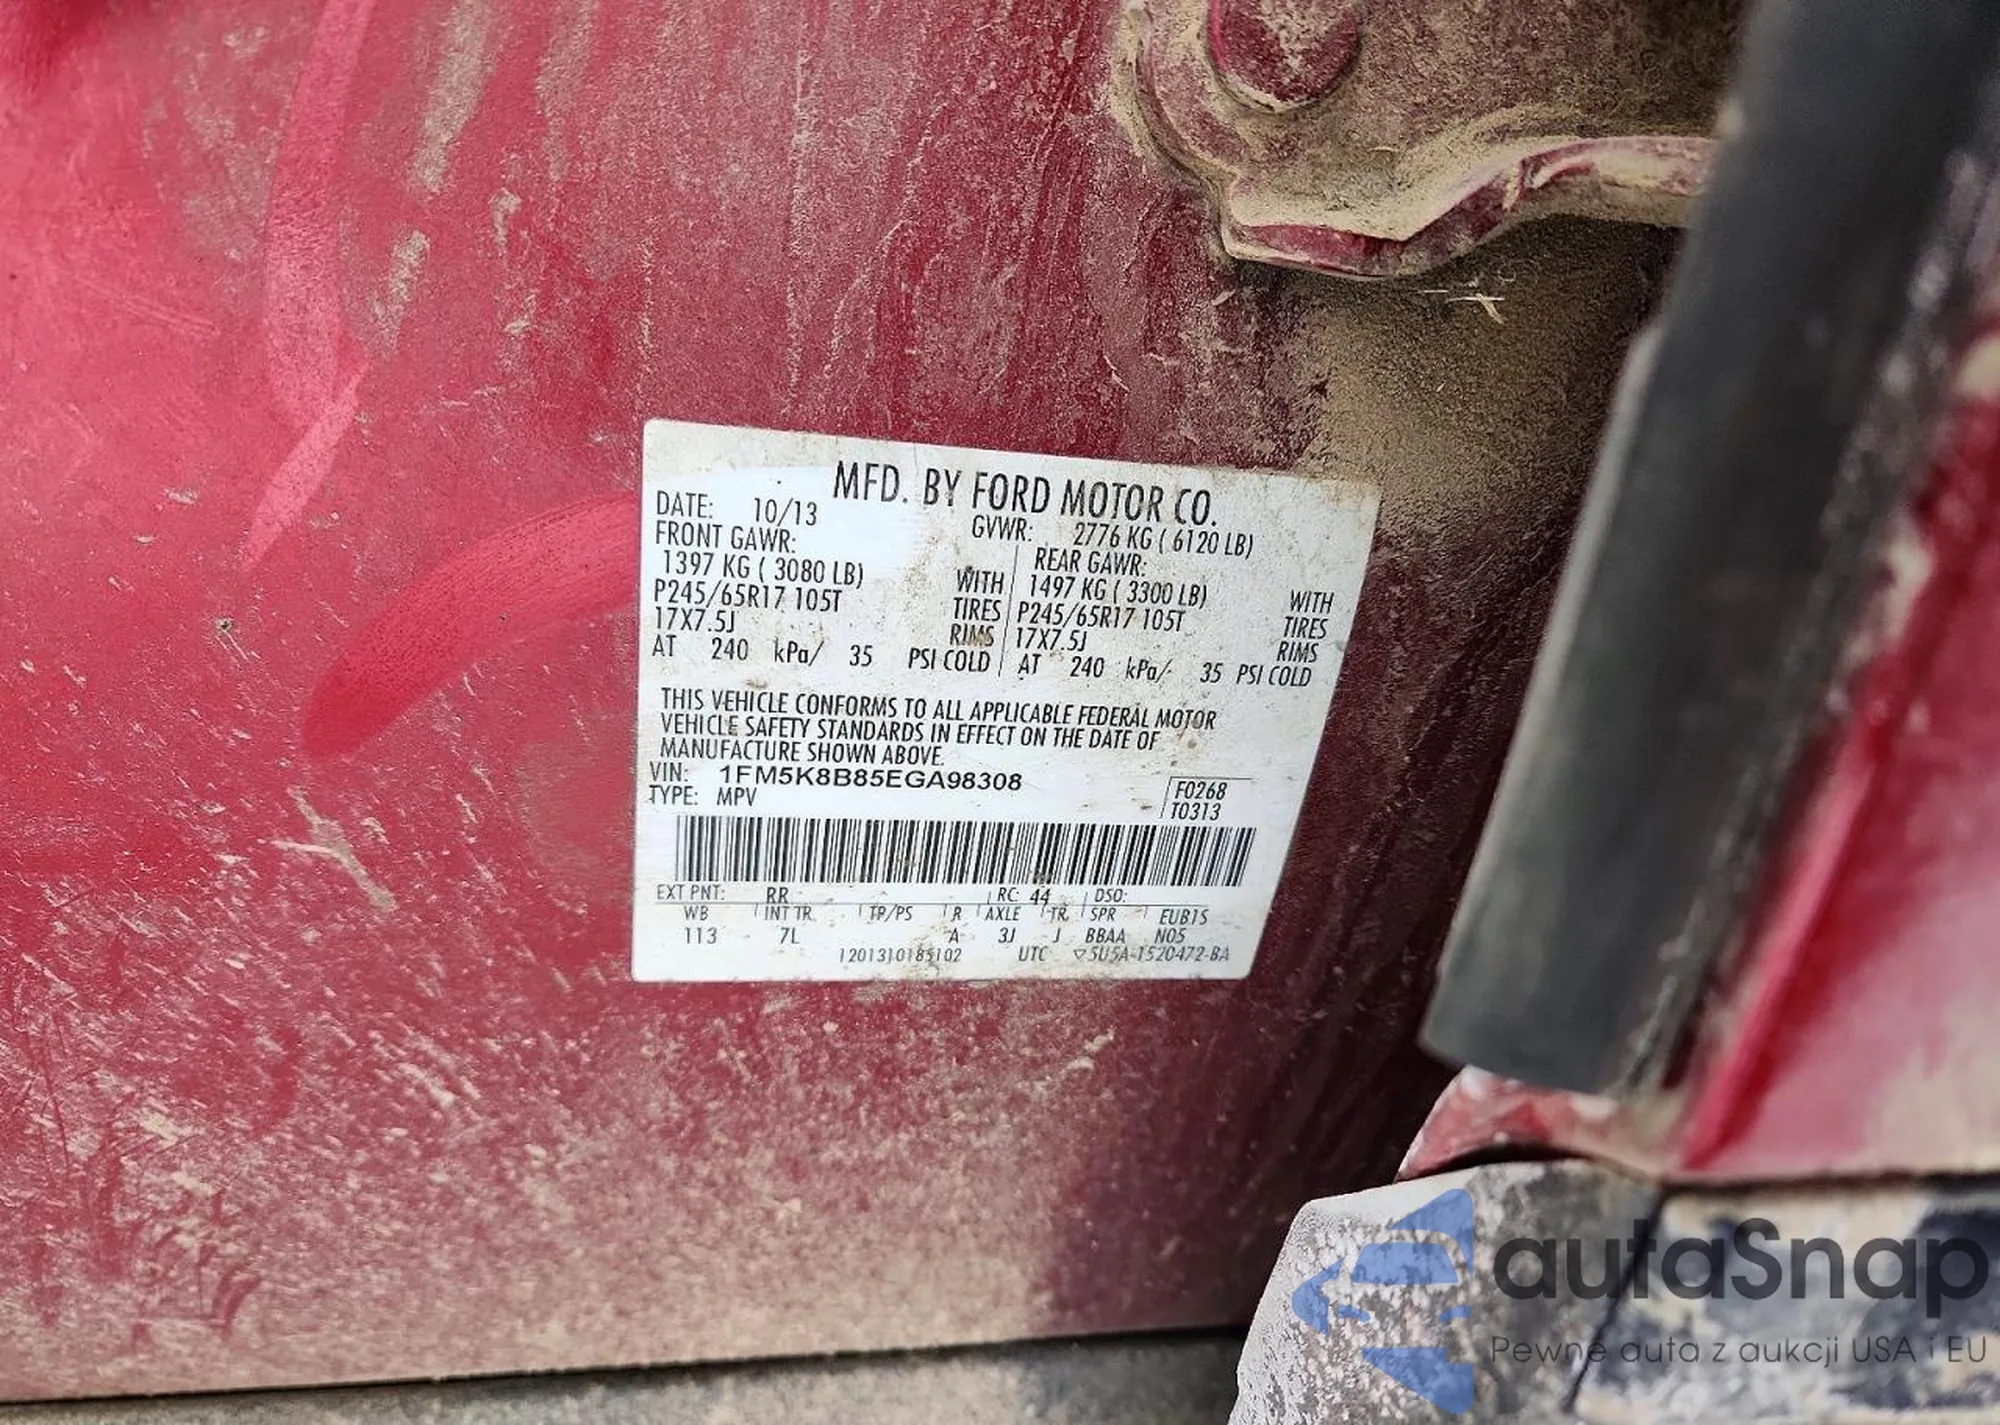 MFD. BY FORD MOTOR CO.
DATE: 10/13 GVWR: 2776 KG ( 6120 LB)
FRONT GAWR: REAR GAWR:
1397 KG ( 3080 LB) WITH 1497 KG ( 3300 LB) WITH
P245/65R17 105T TIRES P245/65R17 105T TIRES
17X7.5J RIMS 17X7.5J RIMS
AT 240 kPa/ 35 PSI COLD AT 240 kPa/ 35 PSI COLD
THIS VEHICLE CONFORMS TO ALL APPLICABLE FEDERAL MOTOR
VEHICLE SAFETY STANDARDS IN EFFECT ON THE DATE OF
MANUFACTURE SHOWN ABOVE.
VIN: 1FM5K8B85EGA98308
TYPE: MPV
F0268
T0313
EXT PNT: RR RC: 44 DSO:
WB INT TR TP/PS R AXLE TR SPR EUB1S
113 7L A 3J J BBAA N05
1201310185102 UTC ▽5U5A-1520472-BA
autaSnap
Pewne auta z aukcji USA i EU